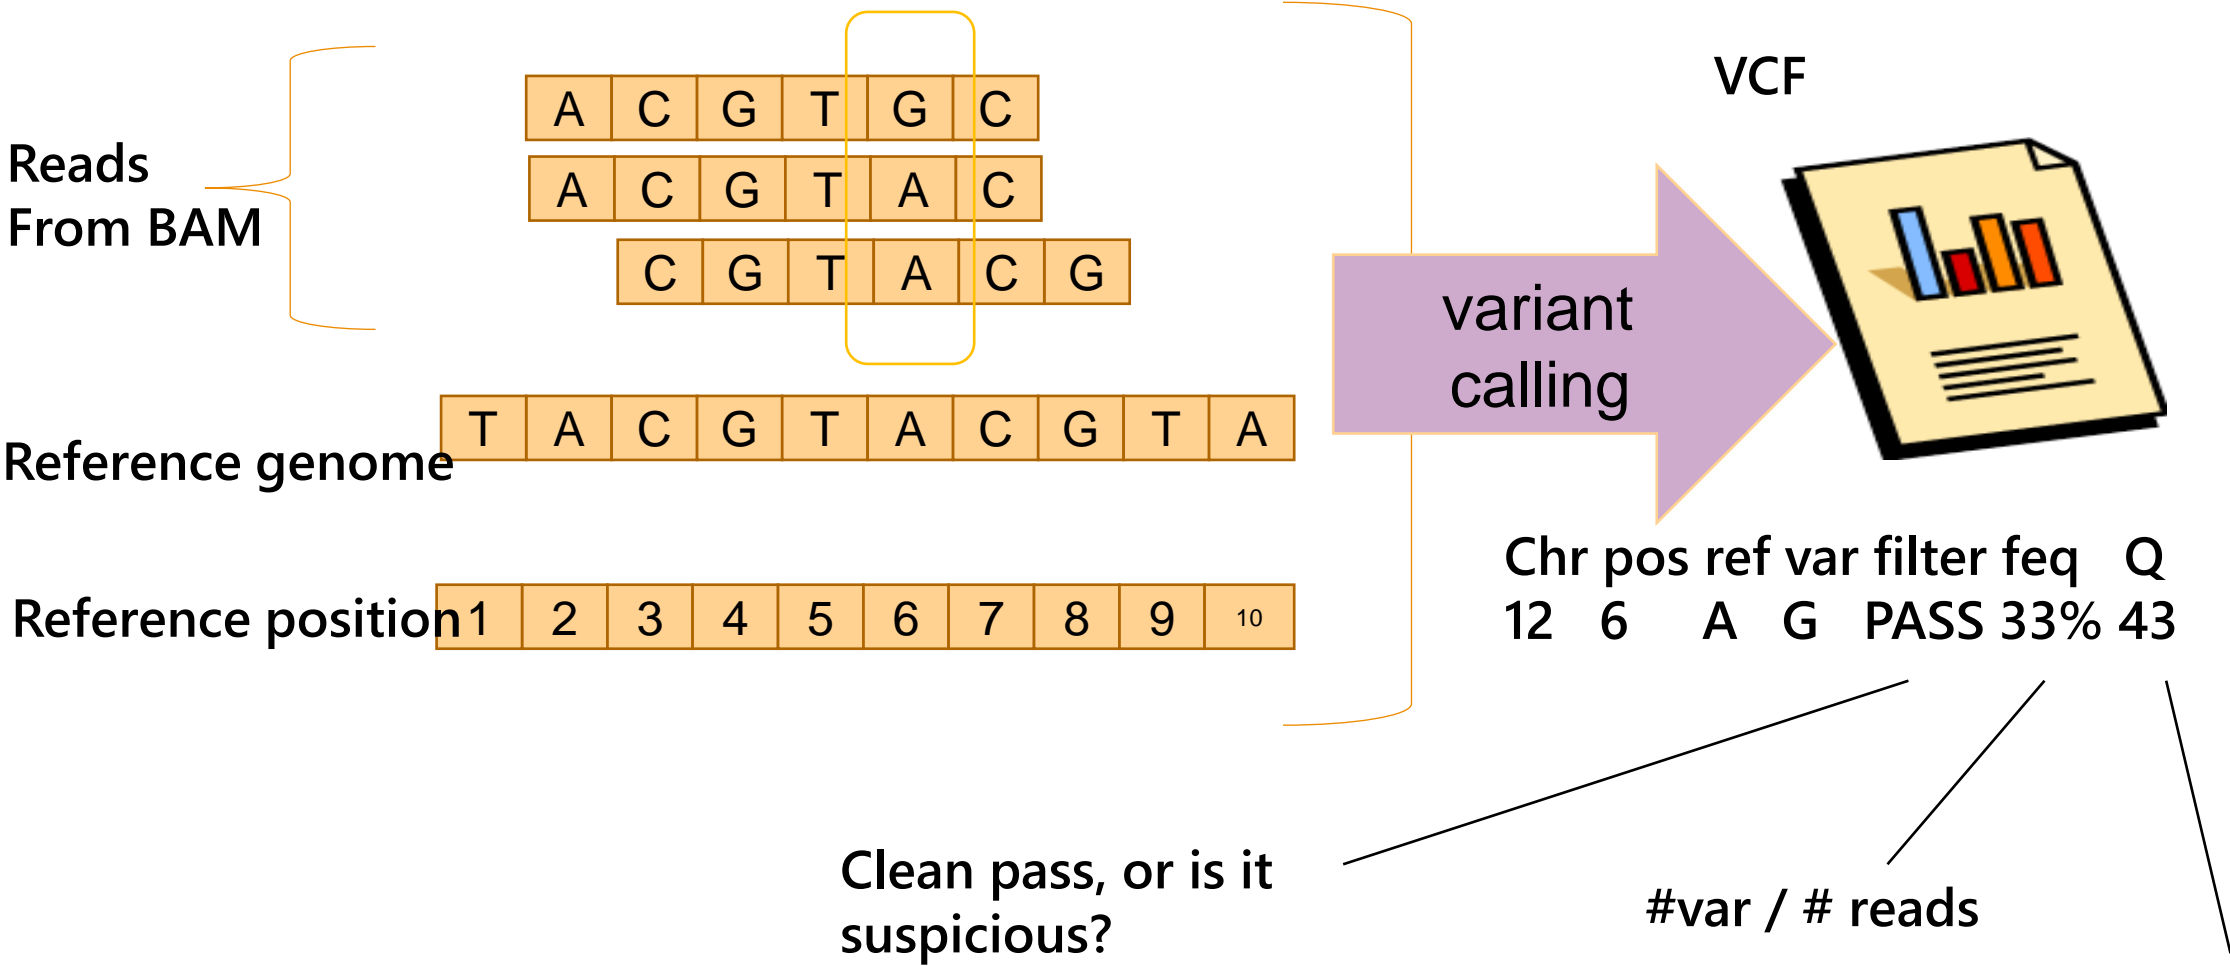 VCF
A C G T G C
A C G T A C
C G T A C G
Reads
From BAM
variant
calling
T A C G T A C G T A
Reference genome
1 2 3 4 5 6 7 8 9 10
Reference position
Chr pos ref var filter feq Q
12 6 A G PASS 33% 43
Clean pass, or is it
suspicious?
#var / # reads